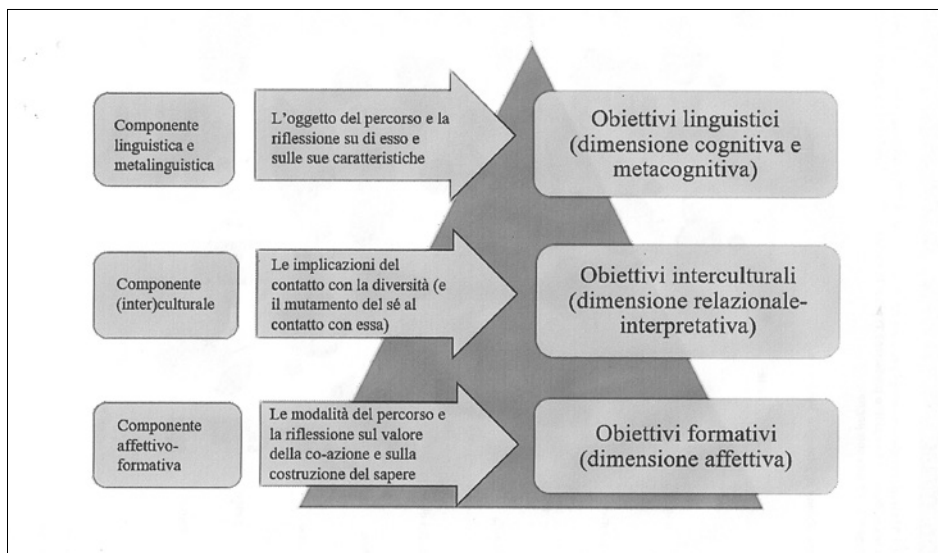 Componente
linguistica e
metalinguistica
L'oggetto del percorso e la
riflessione su di esso e
sulle sue caratteristiche
Obiettivi linguistici
(dimensione cognitiva e
metacognitiva)
Componente
(inter)culturale
Le implicazioni del
contatto con la diversità (e
il mutamento del sé al
contatto con essa)
Obiettivi interculturali
(dimensione relazionale-
interpretativa)
Componente
affettivo-
formativa
Le modalità del percorso e
la riflessione sul valore
della co-azione e sulla
costruzione del sapere
Obiettivi formativi
(dimensione affettiva)